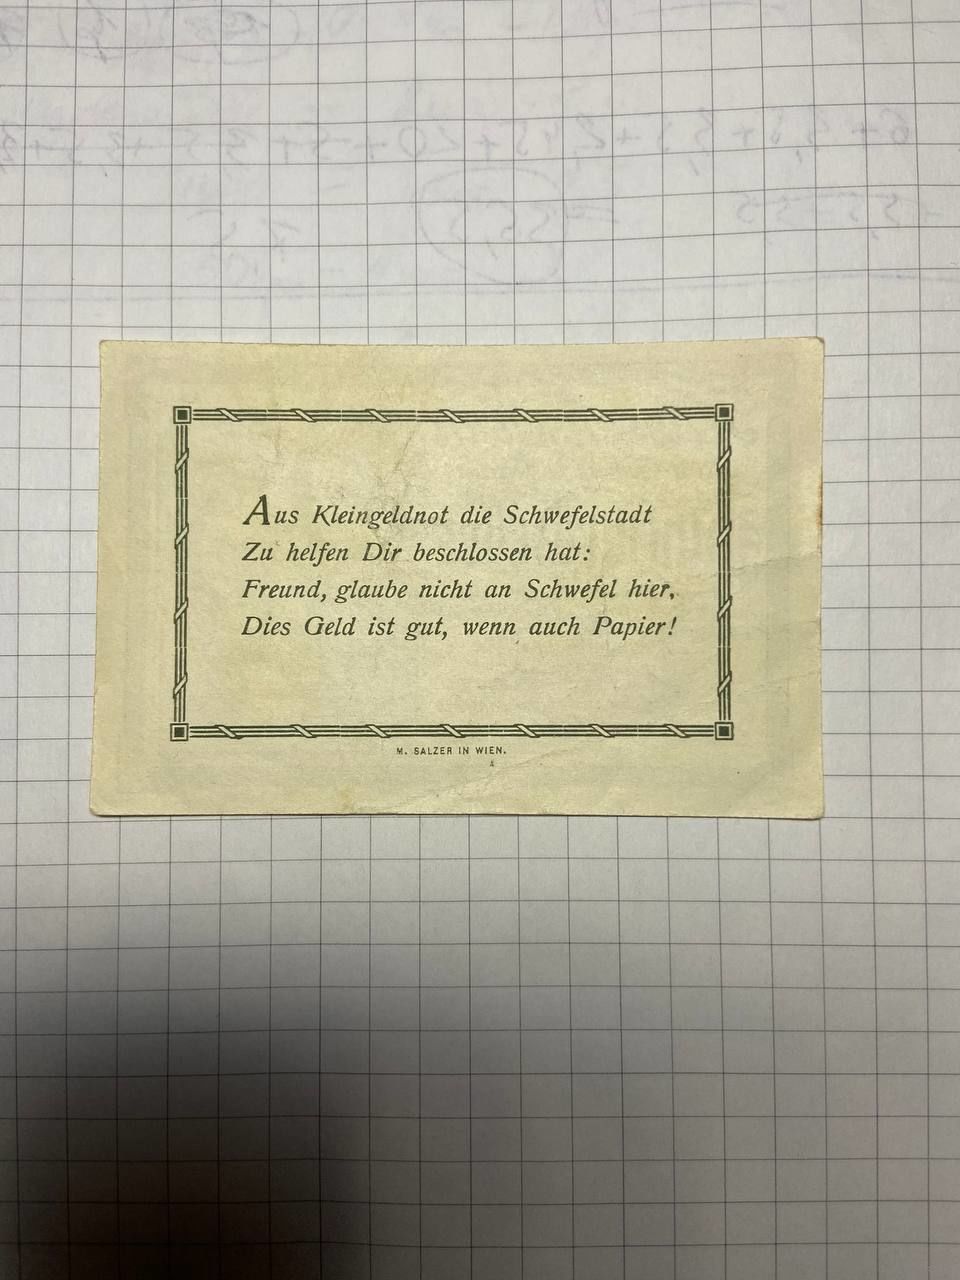 Aus Kleingeldnot die Schwefelstadt
Zu helfen Dir beschlossen hat:
Freund, glaube nicht an Schwefel hier,
Dies Geld ist gut, wenn auch Papier!
M. SALZER IN WIEN.